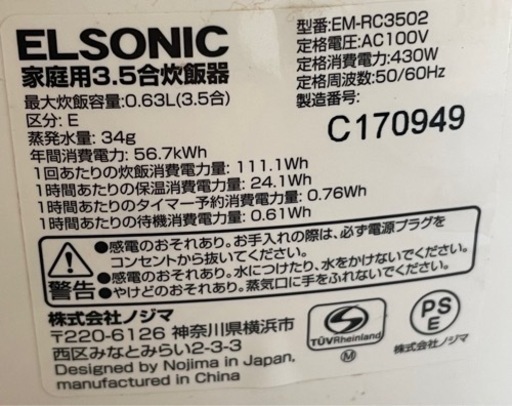 ELSONIC
家庭用3.5合炊飯器
最大炊飯容量:0.63L(3.5合)
区分: E
蒸発水量: 34g
年間消費電力: 56.7kWh
1回あたりの炊飯消費電力量: 111.1Wh
1時間あたりの保温消費電力量: 24.1Wh
1時間あたりのタイマー予約消費電力量: 0.76Wh
1時間あたりの待機消費電力量: 0.61Wh
型番:EM-RC3502
定格電圧:AC100V
定格消費電力:430W
定格周波数:50/60Hz
製造番号:
C170949
警告
●感電のおそれあり。お手入れの際は、必ず電源プラグを
コンセントから抜いてください。
●感電のおそれあり。水につけたり、水をかけないでください。
●やけどのおそれあり。蒸気口に手をふれないでください。
株式会社ノジマ
〒220-6126 神奈川県横浜市
西区みなとみらい2-3-3
Designed by Nojima in Japan,
manufactured in China
TÜVRheinland
M
PS
E
株式会社ノジマ